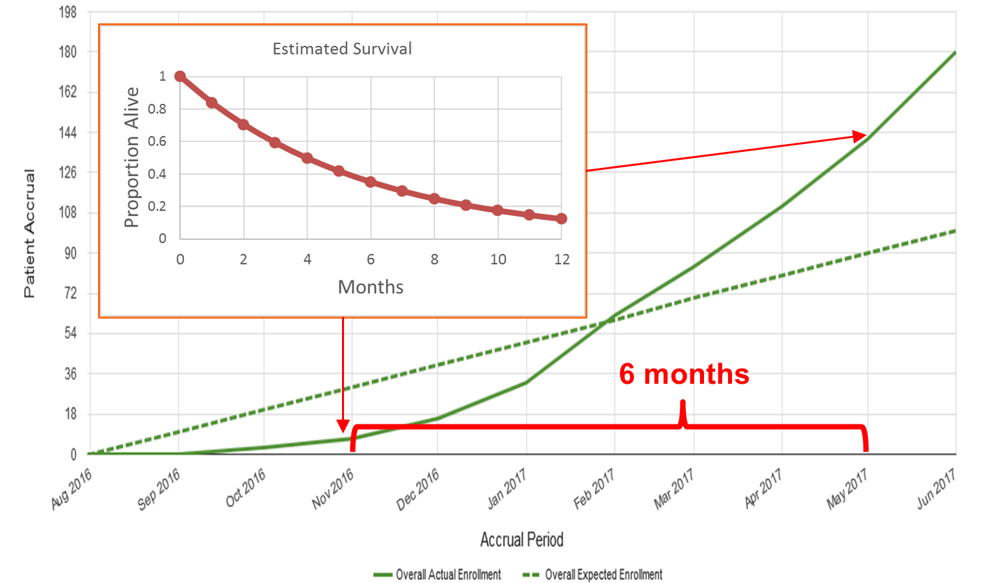 198
180
162
144
126
108
90
72
54
36
18
0
Patient Accrual
Estimated Survival
Proportion Alive
1
0.8
0.6
0.4
0.2
0
0 2 4 6 8 10 12
Months
6 months
Aug 2016 Sep 2016 Oct 2016 Nov 2016 Dec 2016 Jan 2017 Feb 2017 Mar 2017 Apr 2017 May 2017 Jun 2017
Accrual Period
Overall Actual Enrollment Overall Expected Enrollment